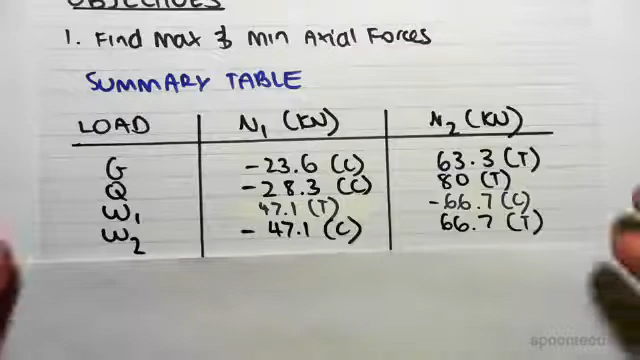 OBJECTIVES
1. Find Max & Min Axial Forces
SUMMARY TABLE
LOAD N₁ (KN) N₂ (KN)
G -23.6 (C) 63.3 (T)
Q -28.3 (C) 80 (T)
W₁ 47.1 (T) -66.7 (C)
W₂ -47.1 (C) 66.7 (T)